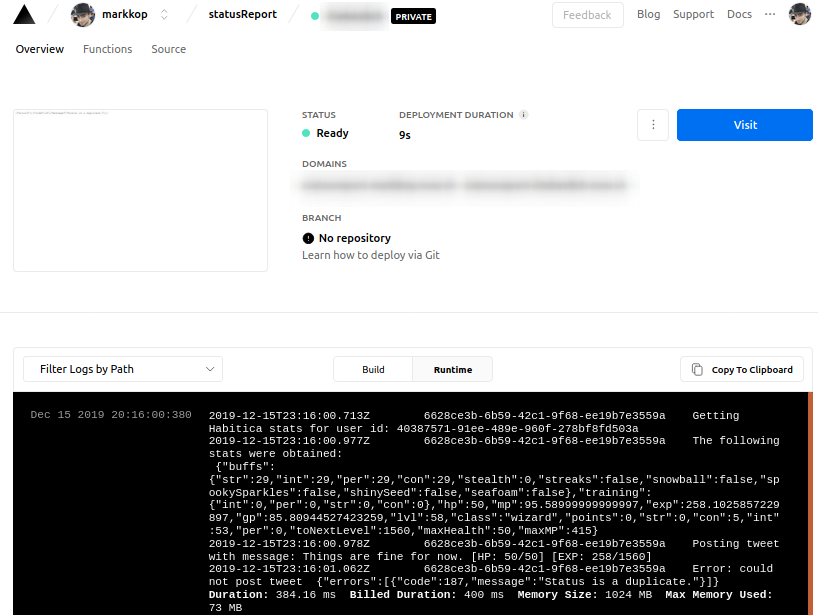 markkop
statusReport
PRIVATE
Feedback
Blog
Support
Docs
Overview
Functions
Source
STATUS
Ready
DEPLOYMENT DURATION
9s
Visit
DOMAINS
BRANCH
No repository
Learn how to deploy via Git
Filter Logs by Path
Build
Runtime
Copy To Clipboard
Dec 15 2019 20:16:00:380
2019-12-15T23:16:00.713Z 6628ce3b-6b59-42c1-9f68-ee19b7e3559a Getting
Habitica stats for user id: 40387571-91ee-489e-960f-278bf8fd503a
2019-12-15T23:16:00.977Z 6628ce3b-6b59-42c1-9f68-ee19b7e3559a The following
stats were obtained:
{"buffs":
{"str":29,"int":29,"per":29,"con":29,"stealth":0,"streaks":false,"snowball":false,"sp
ookySparkles":false,"shinySeed":false,"seafoam":false},"training":
{"int":0,"per":0,"str":0,"con":0},"hp":50,"mp":95.58999999999997,"exp":258.1025857229
897,"gp":85.80944527423259,"lvl":58,"class":"wizard","points":0,"str":0,"con":5,"int"
:53,"per":0,"toNextLevel":1560,"maxHealth":50,"maxMP":415}
2019-12-15T23:16:00.978Z 6628ce3b-6b59-42c1-9f68-ee19b7e3559a Posting tweet
with message: Things are fine for now. [HP: 50/50] [EXP: 258/1560]
2019-12-15T23:16:01.062Z 6628ce3b-6b59-42c1-9f68-ee19b7e3559a Error: could
not post tweet {"errors":[{"code":187,"message":"Status is a duplicate."}]}
Duration: 384.16 ms Billed Duration: 400 ms Memory Size: 1024 MB Max Memory Used:
73 MB